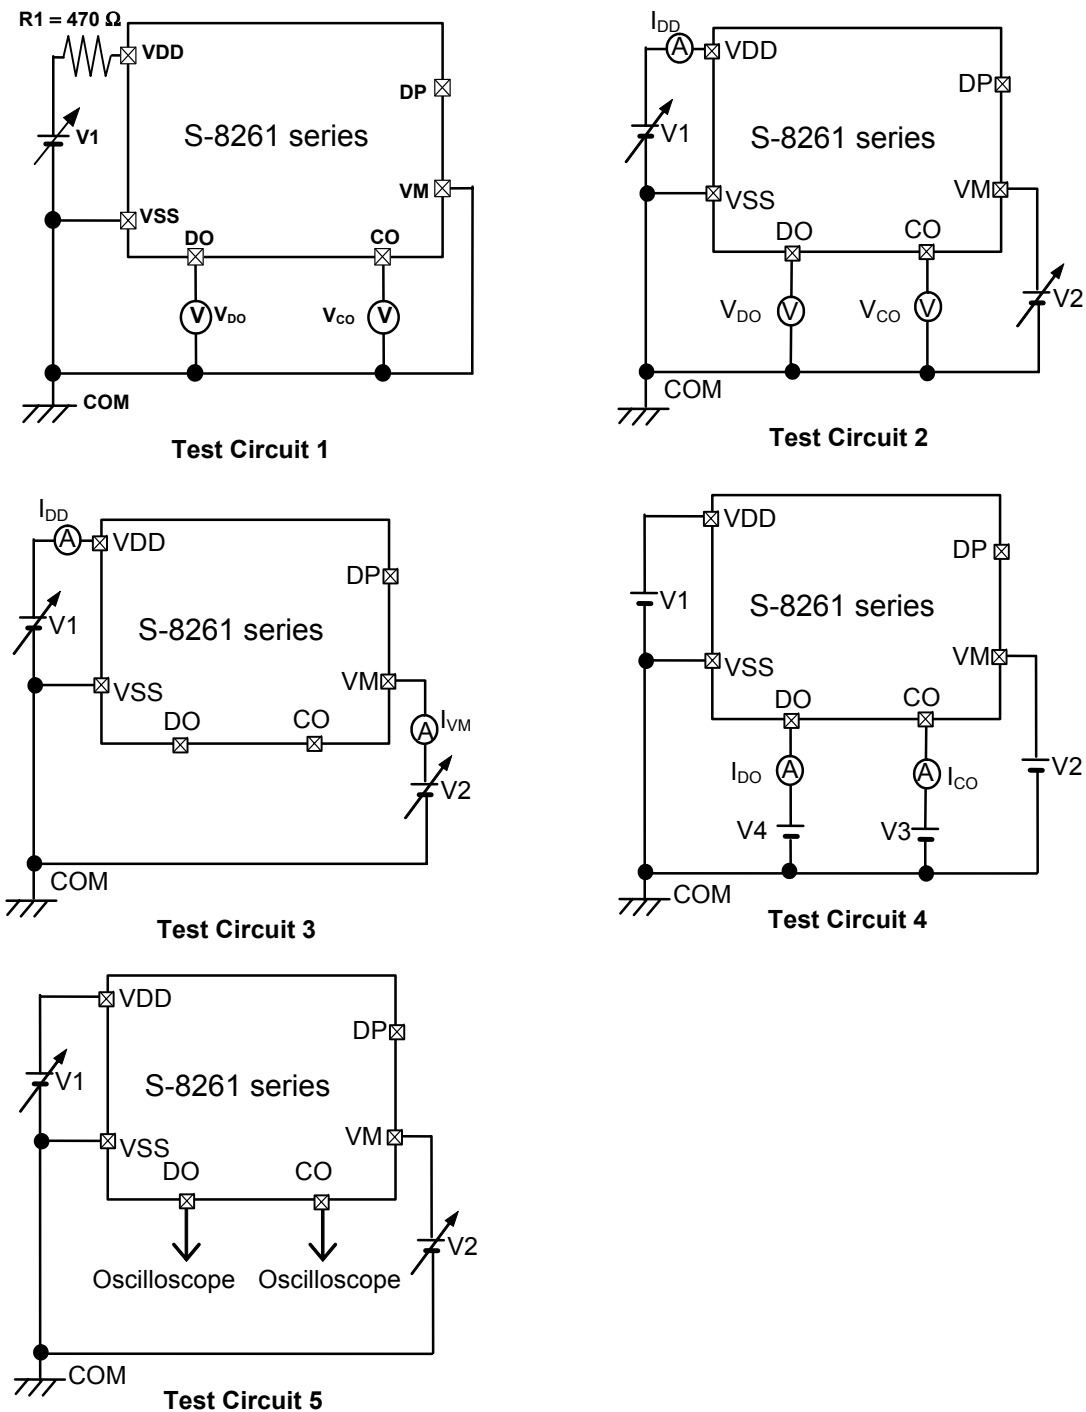 R1 = 470 Ω
VDD
DP
V1
S-8261 series
VM
VSS
DO
CO
V
VDO
VCO
V
COM
Test Circuit 1
IDD
A
VDD
DP
V1
S-8261 series
VM
VSS
DO
CO
V2
VDO
V
VCO
V
COM
Test Circuit 2
IDD
A
VDD
DP
V1
S-8261 series
VM
VSS
DO
CO
A
IVM
V2
COM
Test Circuit 3
VDD
DP
V1
S-8261 series
VM
VSS
DO
CO
IDO
A
A
ICO
V2
V4
V3
COM
Test Circuit 4
VDD
DP
V1
S-8261 series
VM
VSS
DO
CO
V2
Oscilloscope
Oscilloscope
COM
Test Circuit 5